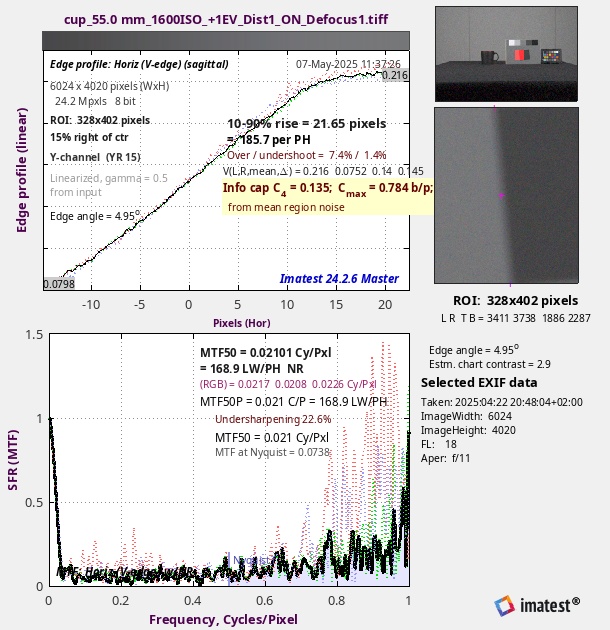 cup_55.0 mm_1600ISO_+1EV_Dist1_ON_Defocus1.tiff
Edge profile: Horiz (V-edge) (sagittal)
07-May-2025 11:37:26
0.216
6024 x 4020 pixels (WxH)
24.2 Mpxls   8 bit
ROI:  328x402 pixels
15% right of ctr
Y-channel  (YR 15)
Linearized, gamma = 0.5
from input
Edge angle = 4.95°
10-90% rise = 21.65 pixels
= 185.7 per PH
Over / undershoot =  7.4% /  1.4%
V(L,R,mean,Δ) = 0.216  0.0752  0.14  0.145
Info cap C4 = 0.135;  Cmax = 0.784 b/p;
from mean region noise
Edge profile (linear)
0.0798
Imatest 24.2.6 Master
-10
-5
0
5
10
15
20
Pixels (Hor)
ROI:  328x402 pixels
L R  T B = 3411 3738  1886 2287
Edge angle = 4.95°
Estm. chart contrast = 2.9
Selected EXIF data
Taken: 2025:04:22 20:48:04+02:00
ImageWidth:  6024
ImageHeight:  4020
FL:   18
Aper:  f/11
1.5
1
0.5
0
SFR (MTF)
MTF50 = 0.02101 Cy/Pxl
= 168.9 LW/PH  NR
(RGB) = 0.0217  0.0208  0.0226 Cy/Pxl
MTF50P = 0.021 C/P = 168.9 LW/PH
Undersharpening 22.6%
MTF50 = 0.021 Cy/Pxl
MTF at Nyquist = 0.0738
Nyquist
0
0.2
0.4
0.6
0.8
1
Frequency, Cycles/Pixel
imatest®